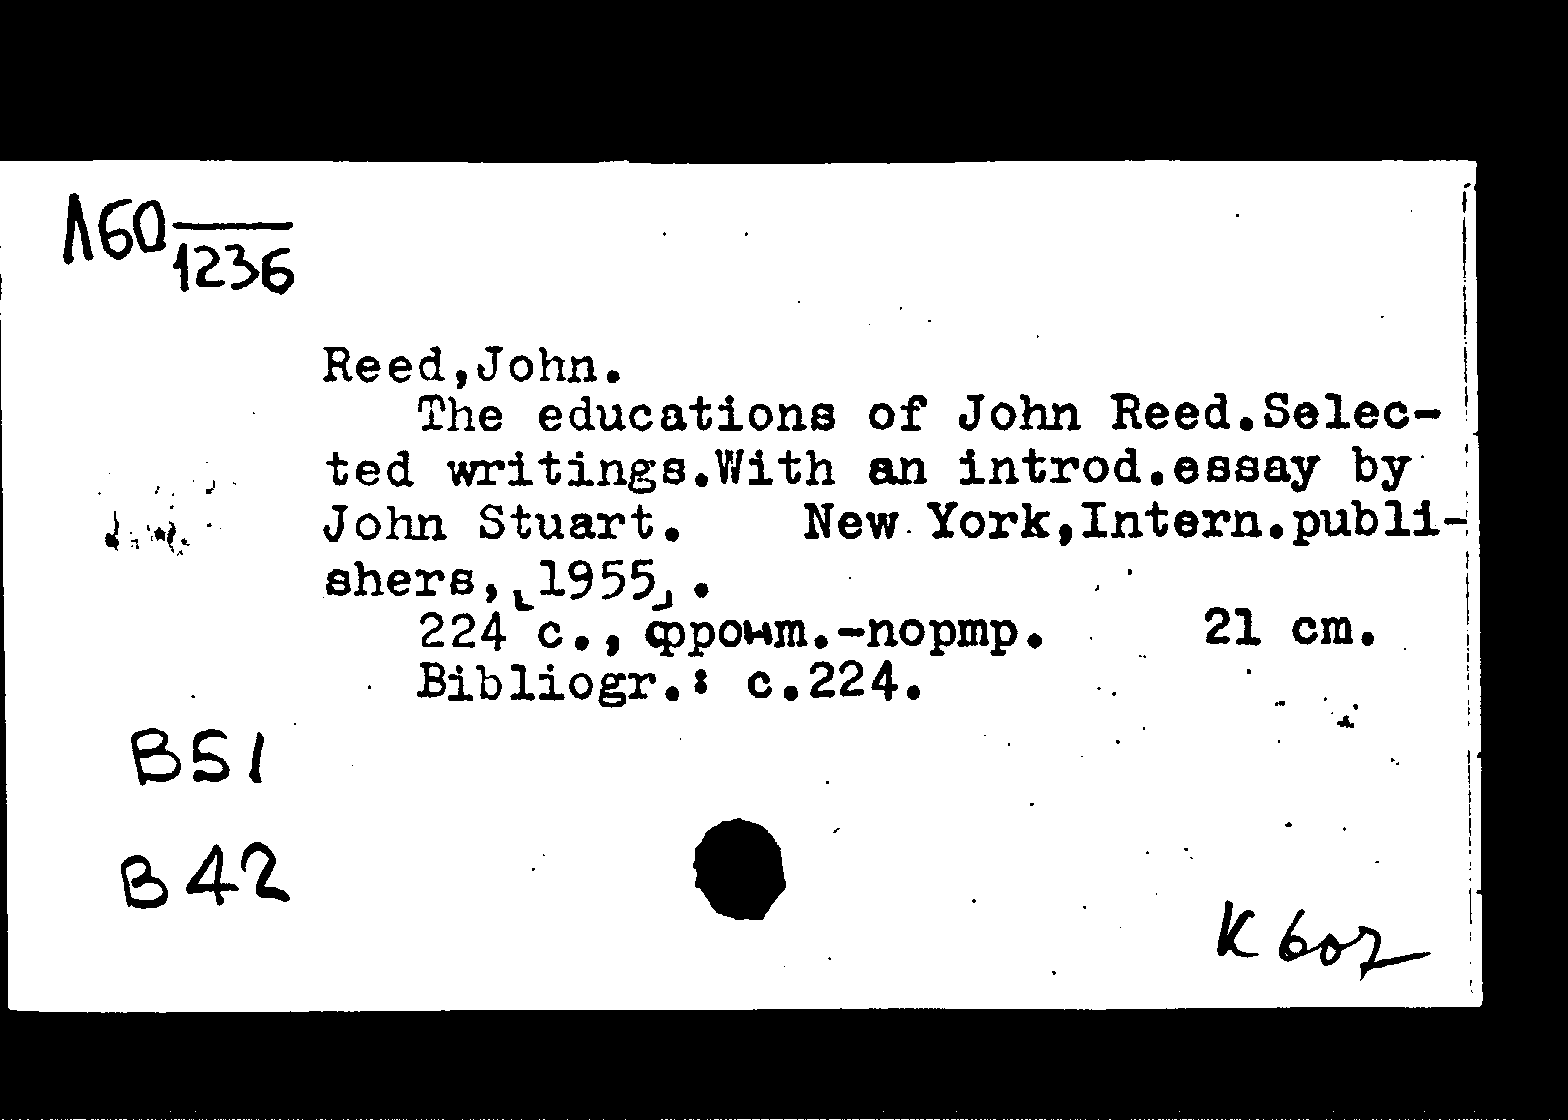 Л60 1236
Reed,John.
The educations of John Reed.Selec-
ted writings.With an introd.essay by
John Stuart. New York,Intern.publi-
shers,[1955].
224 с., фронт.-портр. 21 cm.
Bibliogr.: с.224.
B51
B42
K 607